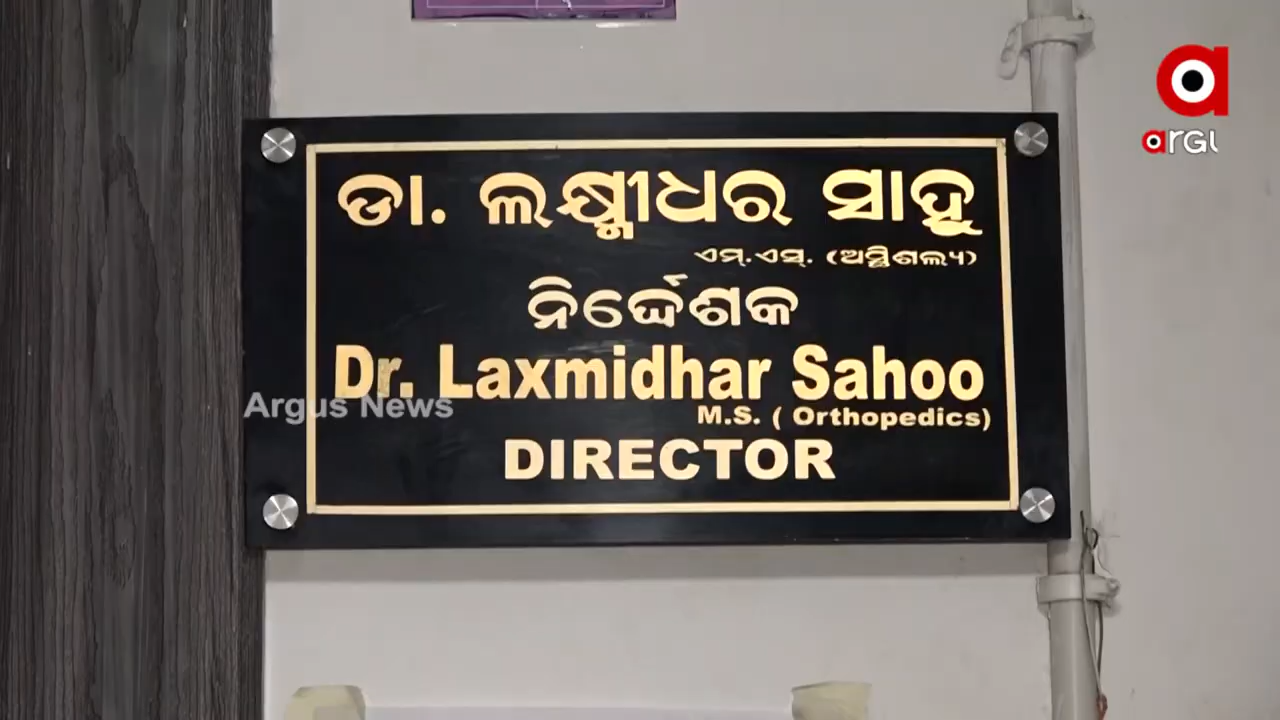 ଡା. ଲକ୍ଷ୍ମୀଧର ସାହୁ
ଏମ୍.ଏସ୍. (ଅସ୍ଥିଶଲ୍ୟ)
ନିର୍ଦ୍ଦେଶକ
Dr. Laxmidhar Sahoo
Argus News
M.S. ( Orthopedics)
DIRECTOR